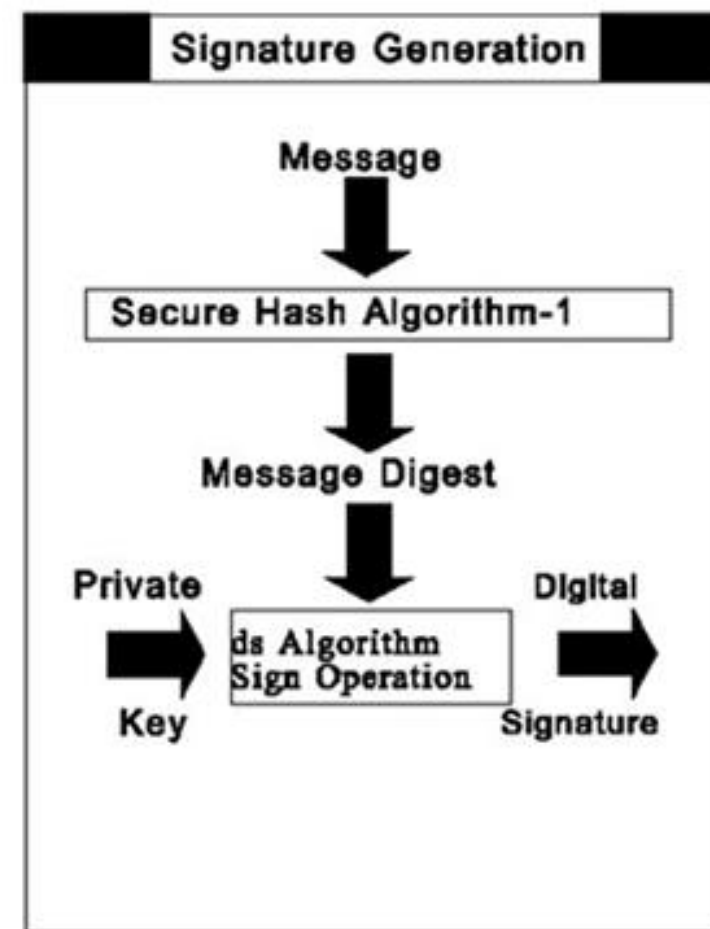 Signature Generation
Message
Secure Hash Algorithm-1
Message Digest
Private
Key
ds Algorithm
Sign Operation
Digital
Signature